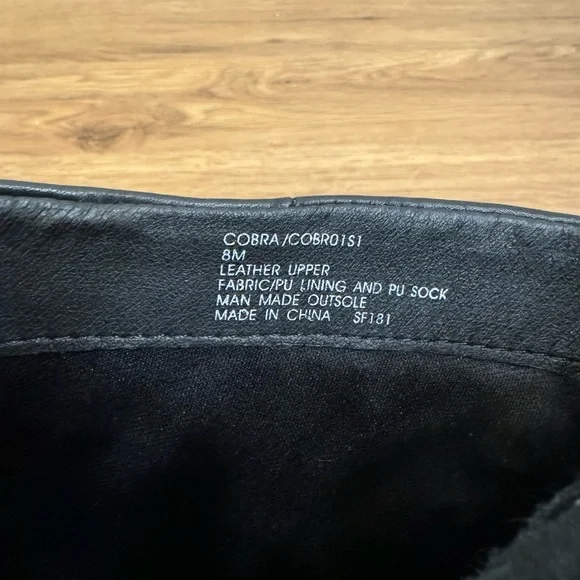 COBRA/COBR01S1
8M
LEATHER UPPER
FABRIC/PU LINING AND PU SOCK
MAN MADE OUTSOLE
MADE IN CHINA SF181